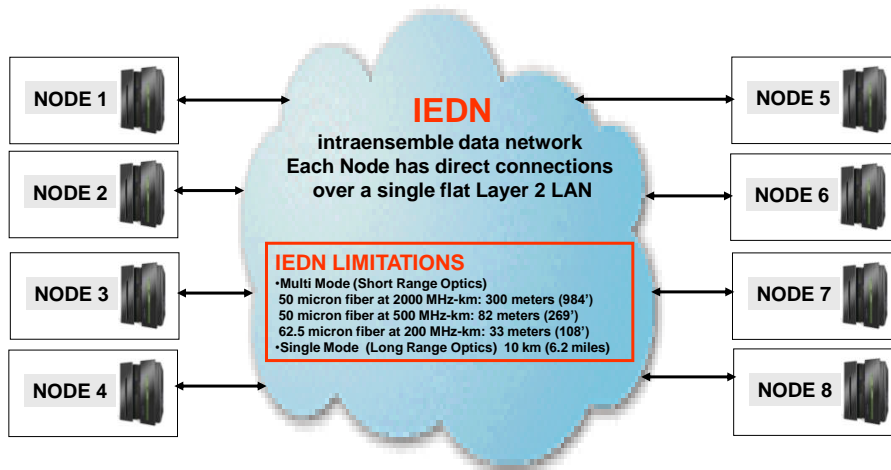 NODE 1
NODE 2
NODE 3
NODE 4
IEDN
intraensemble data network
Each Node has direct connections
over a single flat Layer 2 LAN
IEDN LIMITATIONS
•Multi Mode (Short Range Optics)
50 micron fiber at 2000 MHz-km: 300 meters (984’)
50 micron fiber at 500 MHz-km: 82 meters (269’)
62.5 micron fiber at 200 MHz-km: 33 meters (108’)
•Single Mode (Long Range Optics) 10 km (6.2 miles)
NODE 5
NODE 6
NODE 7
NODE 8